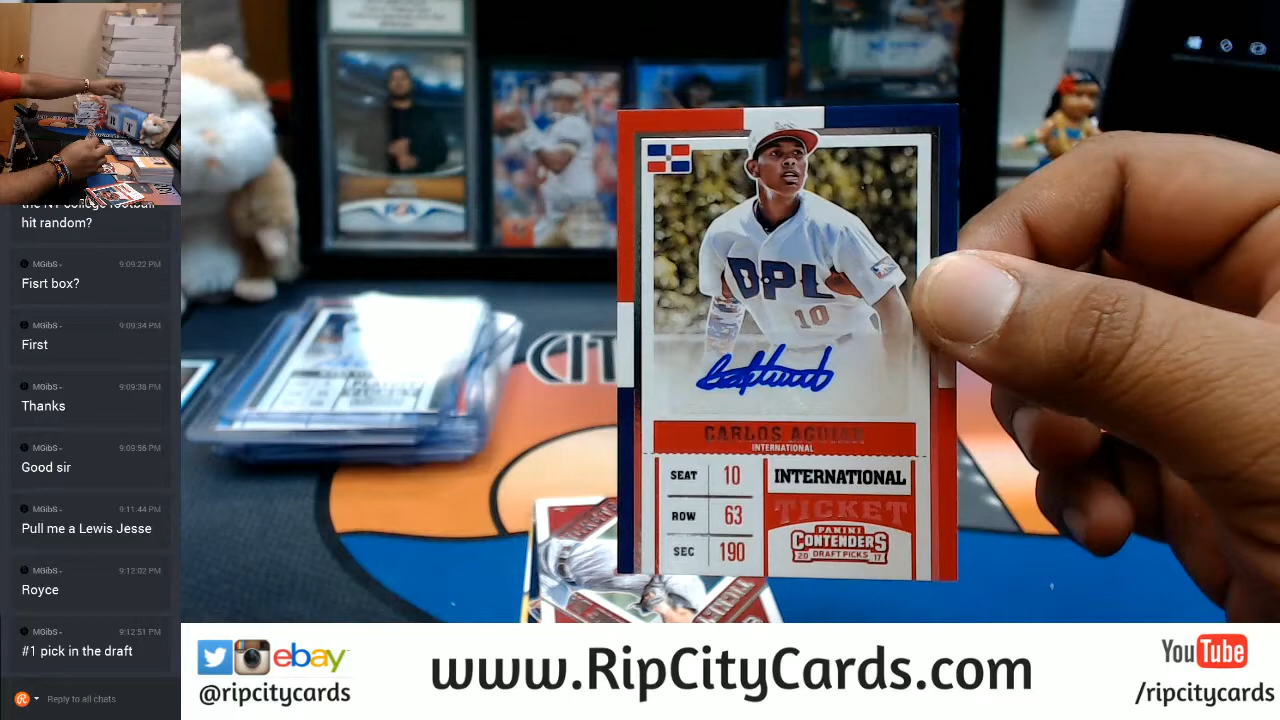 the NY college football
hit random?
MGibS-
9:09:22 PM
Fisrt box?
MGibS-
9:09:34 PM
First
MGibS-
9:09:38 PM
Thanks
MGibS-
9:09:56 PM
Good sir
MGibS-
9:11:44 PM
Pull me a Lewis Jesse
MGibS-
9:12:02 PM
Royce
MGibS-
9:12:51 PM
#1 pick in the draft
Reply to all chats
CIT
DPL
10
CARLOS AGUIAR
INTERNATIONAL
SEAT 10
ROW 63
SEC 190
INTERNATIONAL
TICKET
PANINI
CONTENDERS
20 DRAFT PICKS 17
ebay
@ripcitycards
www.RipCityCards.com
YouTube
/ripcitycards